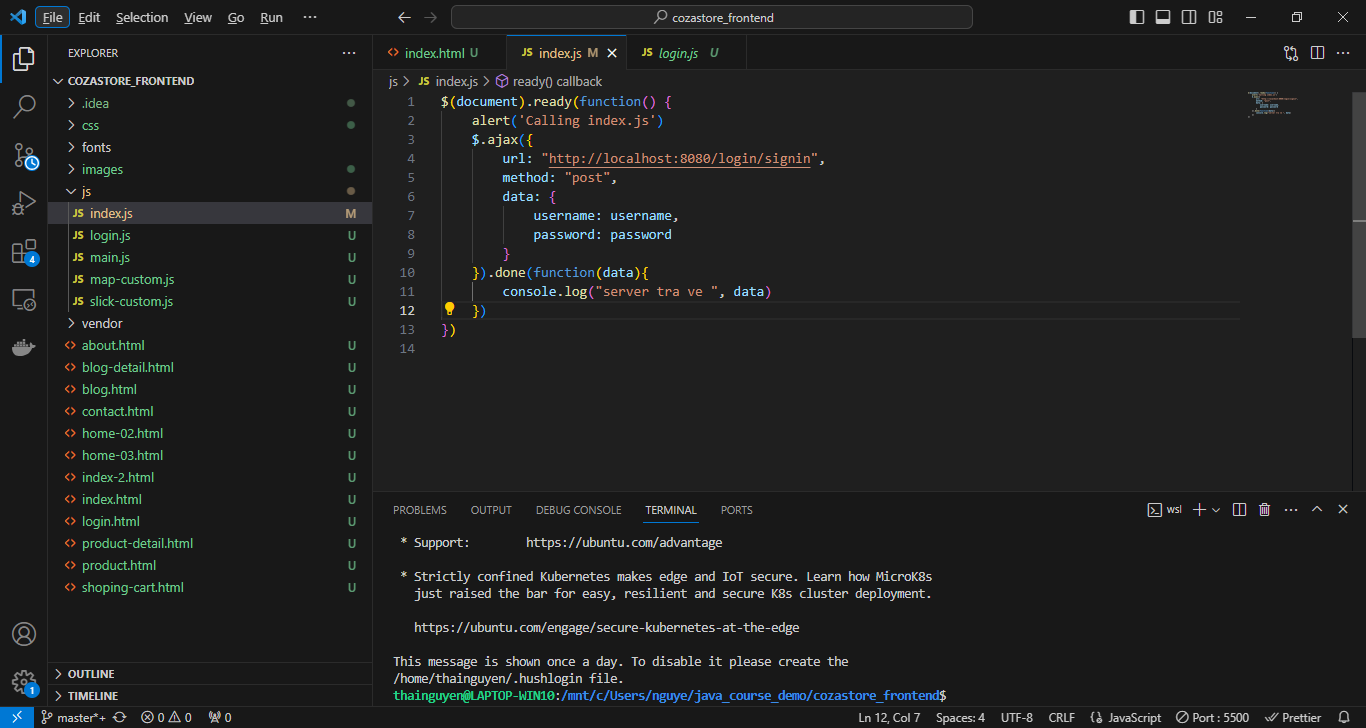 File Edit Selection View Go Run ··· cozastore_frontend
EXPLORER ···
COZASTORE_FRONTEND
.idea
css
fonts
images
js
JS index.js M
JS login.js U
JS main.js U
JS map-custom.js U
JS slick-custom.js U
vendor
<> about.html U
<> blog-detail.html U
<> blog.html U
<> contact.html U
<> home-02.html U
<> home-03.html U
<> index-2.html U
<> index.html U
<> login.html U
<> product-detail.html U
<> product.html U
<> shoping-cart.html U
OUTLINE
TIMELINE
4
1
<> index.html U JS index.js M JS login.js U
js > JS index.js > ready() callback
1 $(document).ready(function() {
2 alert('Calling index.js')
3 $.ajax({
4 url: "http://localhost:8080/login/signin",
5 method: "post",
6 data: {
7 username: username,
8 password: password
9 }
10 }).done(function(data){
11 console.log("server tra ve ", data)
12 })
13 })
14
PROBLEMS OUTPUT DEBUG CONSOLE TERMINAL PORTS wsl ···
* Support: https://ubuntu.com/advantage
* Strictly confined Kubernetes makes edge and IoT secure. Learn how MicroK8s
just raised the bar for easy, resilient and secure K8s cluster deployment.
https://ubuntu.com/engage/secure-kubernetes-at-the-edge
This message is shown once a day. To disable it please create the
/home/thainguyen/.hushlogin file.
thainguyen@LAPTOP-WIN10:/mnt/c/Users/nguye/java_course_demo/cozastore_frontend$
master*+ 0 0 0 Ln 12, Col 7 Spaces: 4 UTF-8 CRLF {} JavaScript Port : 5500 Prettier